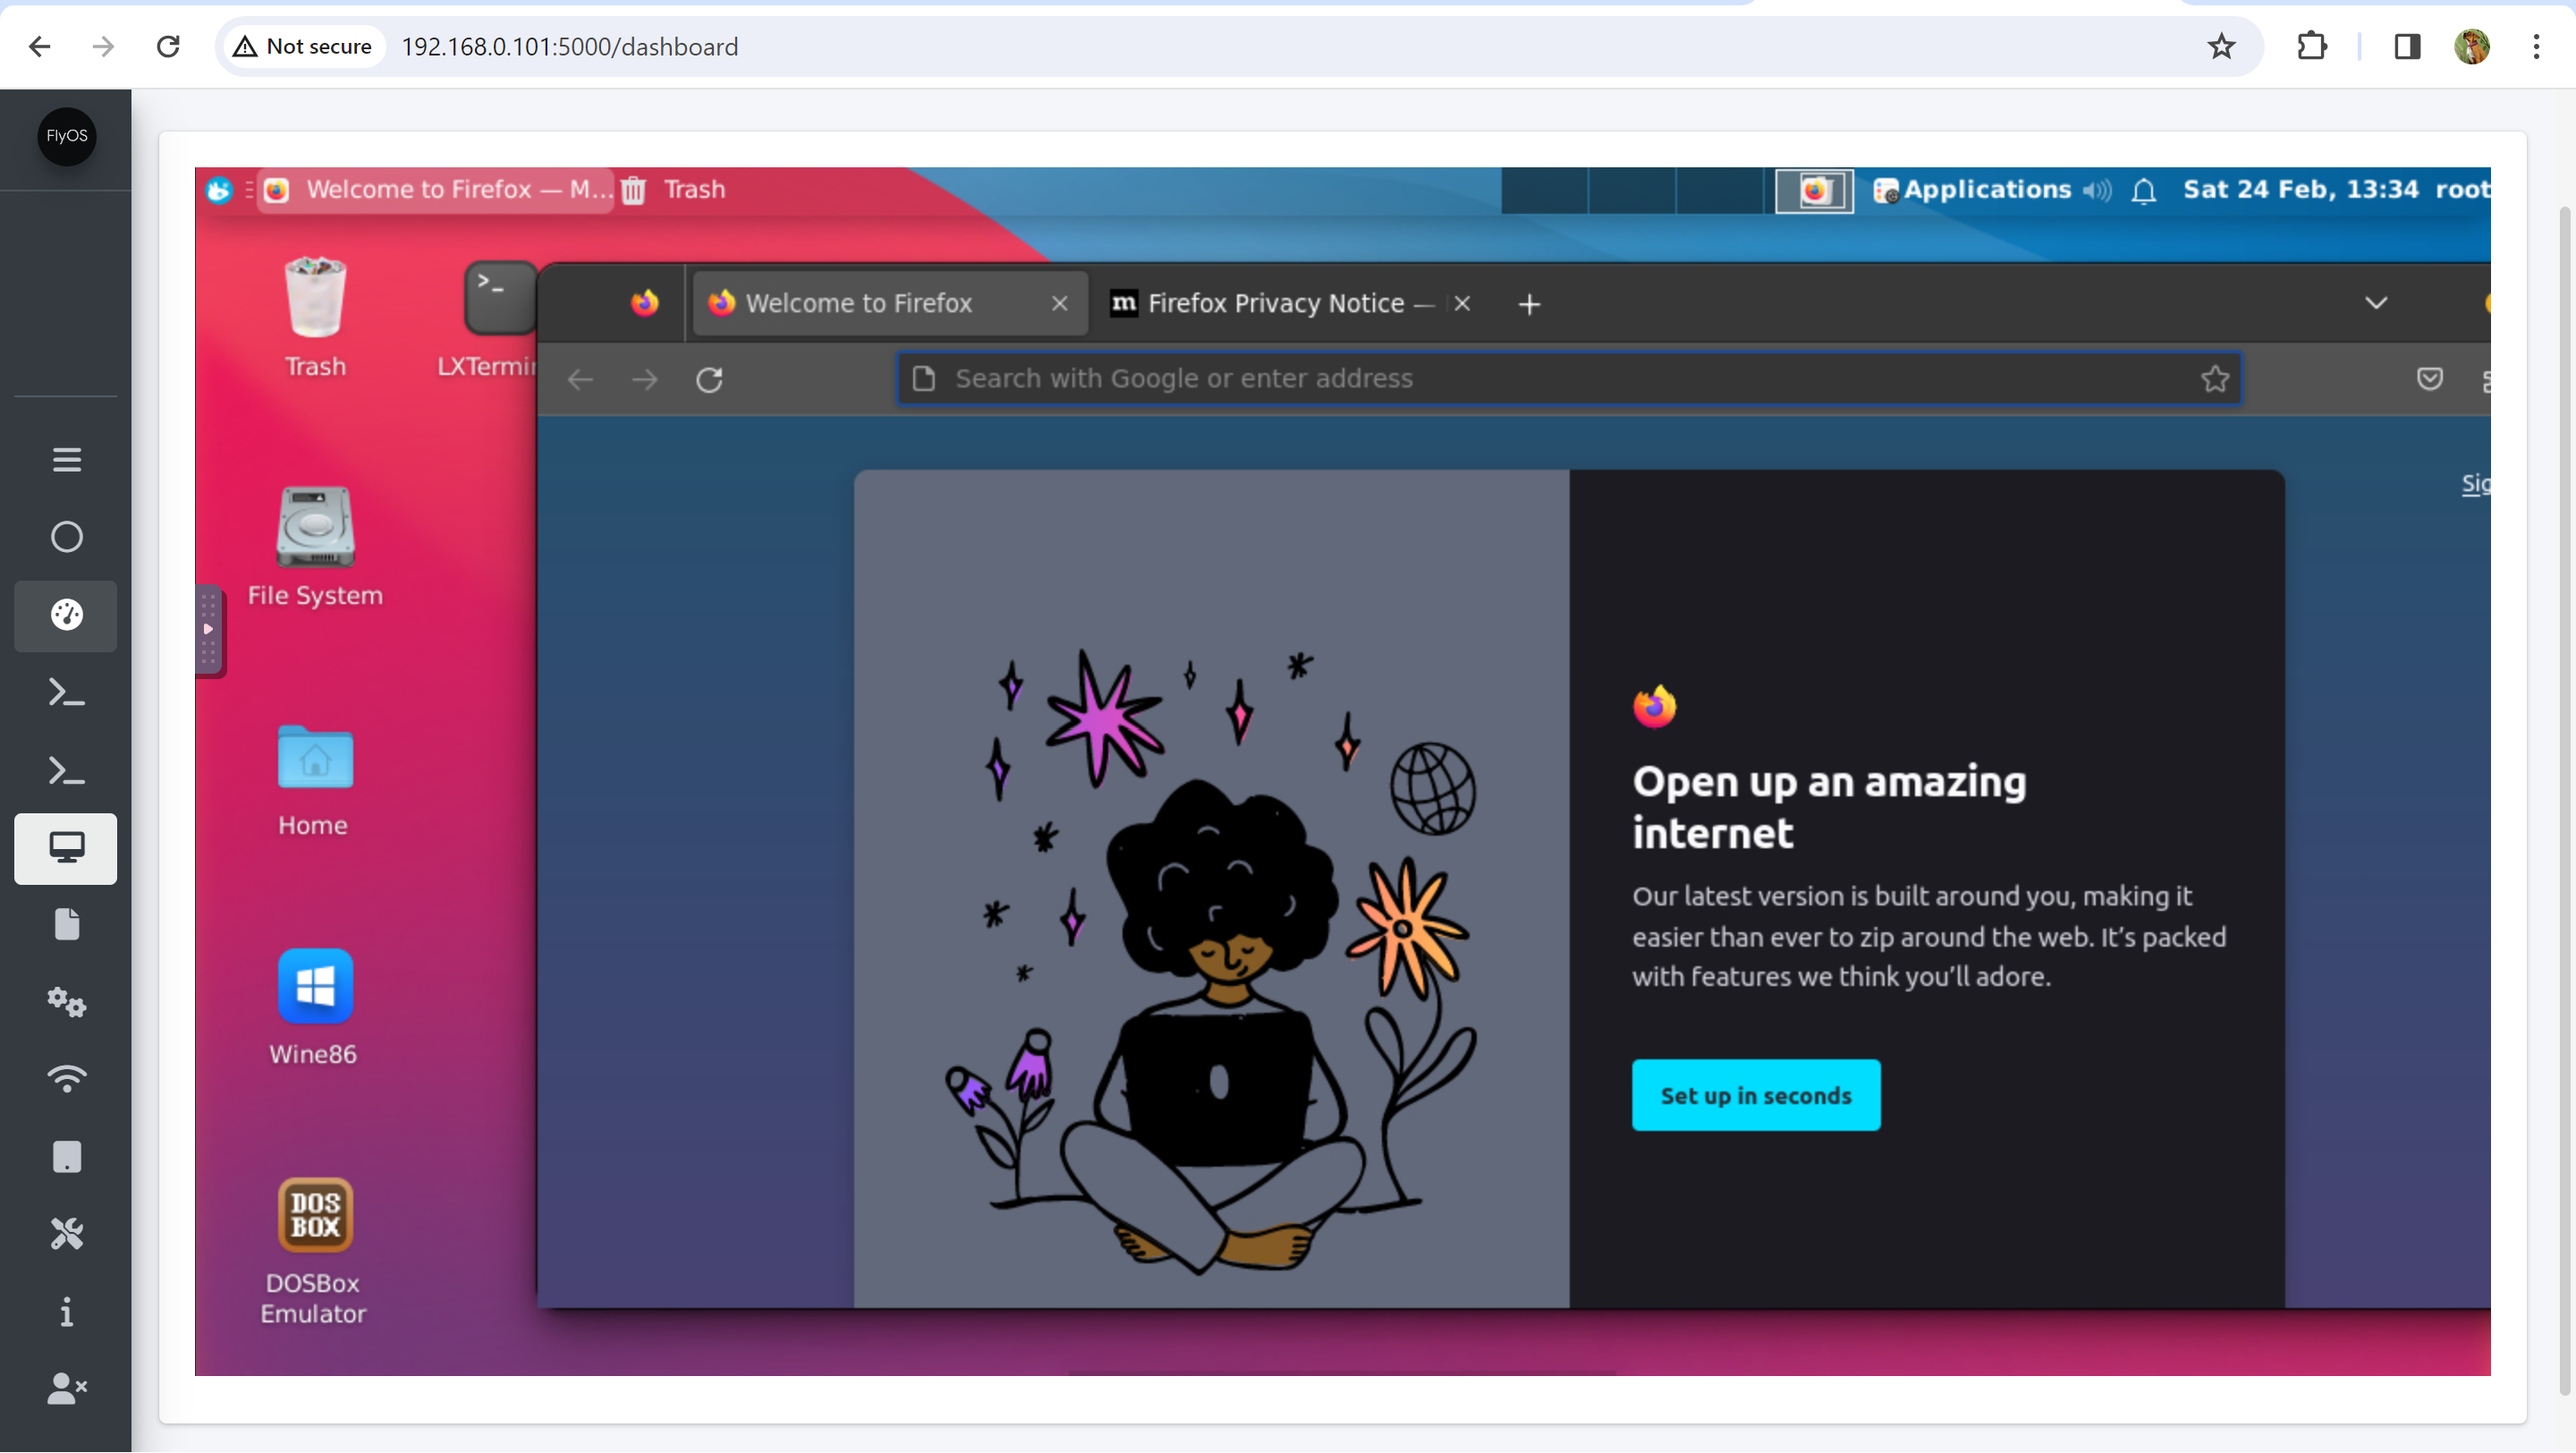 Not secure
192.168.0.101:5000/dashboard
FlyOS
Welcome to Firefox — M...
Trash
Applications
Sat 24 Feb, 13:34 root
Trash
LXTermin
Welcome to Firefox
m Firefox Privacy Notice —
Search with Google or enter address
Sig
File System
Home
Wine86
DOS
BOX
DOSBox
Emulator
Open up an amazing
internet
Our latest version is built around you, making it
easier than ever to zip around the web. It’s packed
with features we think you’ll adore.
Set up in seconds